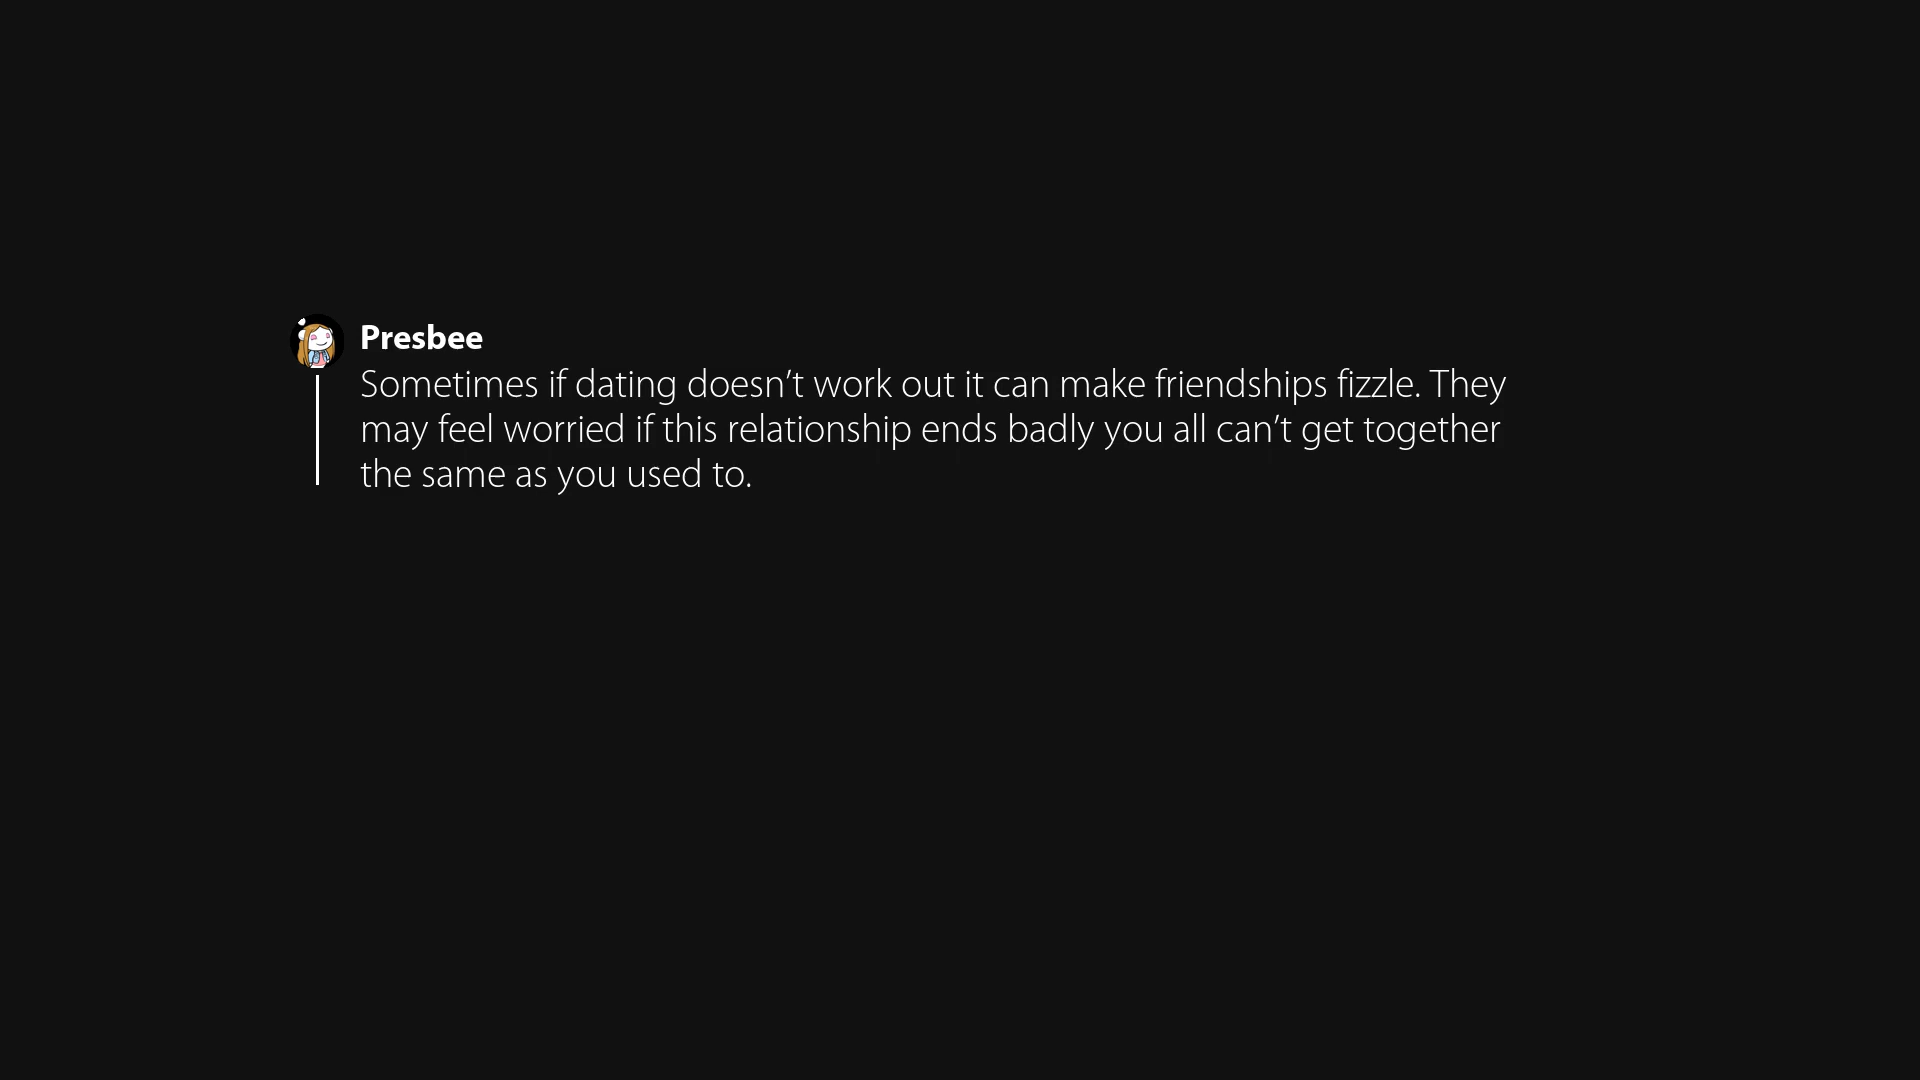 Presbee
Sometimes if dating doesn’t work out it can make friendships fizzle. They
may feel worried if this relationship ends badly you all can’t get together
the same as you used to.